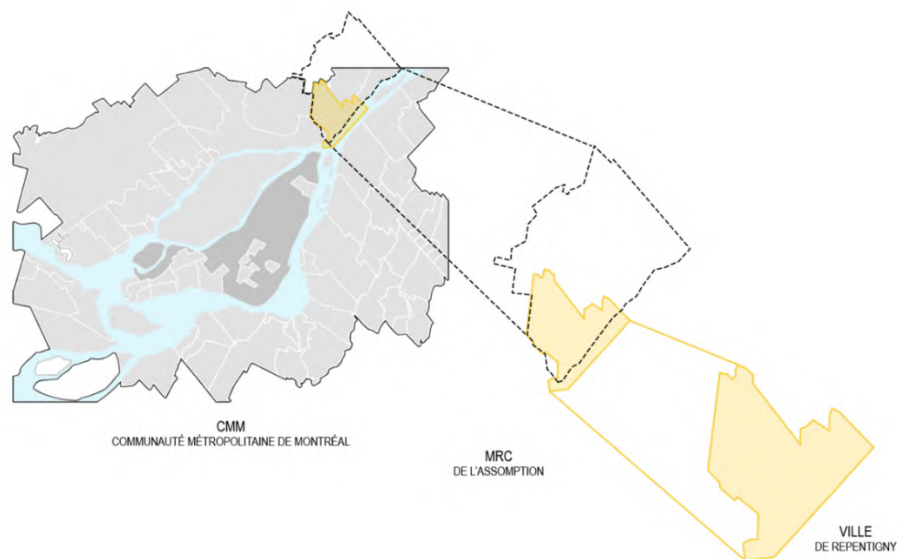 CMM
COMMUNAUTÉ MÉTROPOLITAINE DE MONTRÉAL
MRC
DE L'ASSOMPTION
VILLE
DE REPENTIGNY